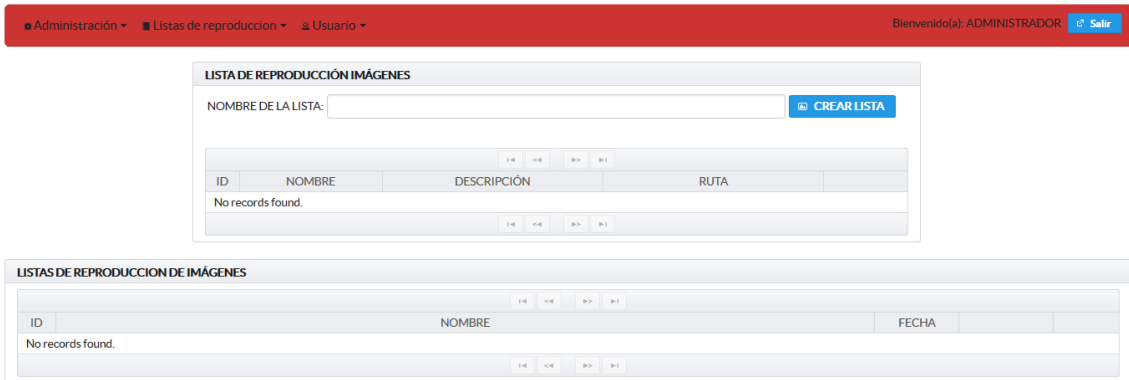 Administración Listas de reproduccion Usuario Bienvenido(a): ADMINISTRADOR Salir
LISTA DE REPRODUCCIÓN IMÁGENES
NOMBRE DE LA LISTA: CREAR LISTA
ID NOMBRE DESCRIPCIÓN RUTA
No records found.
LISTAS DE REPRODUCCION DE IMÁGENES
ID NOMBRE FECHA
No records found.